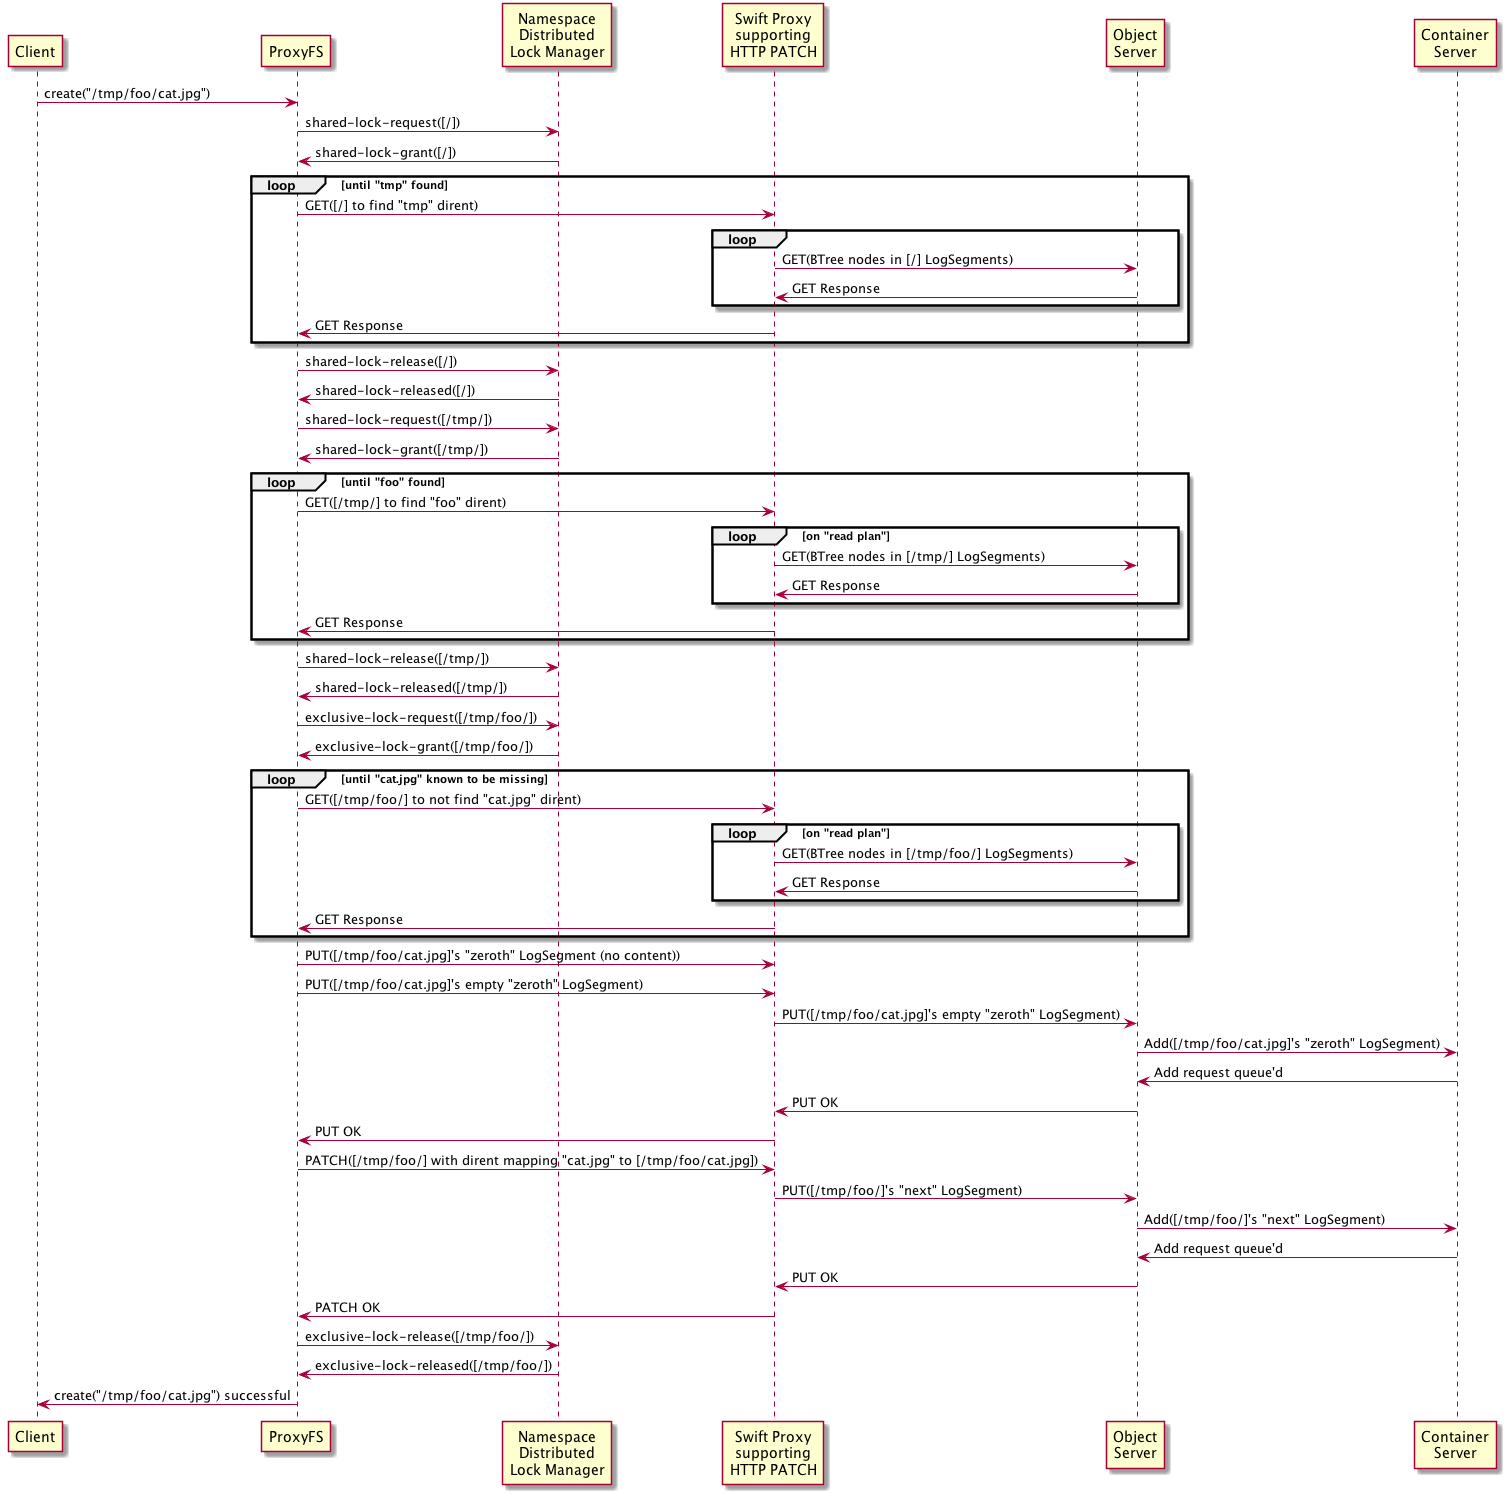 Client
ProxyFS
Namespace
Distributed
Lock Manager
Swift Proxy
supporting
HTTP PATCH
Object
Server
Container
Server
create("/tmp/foo/cat.jpg")
shared-lock-request([/])
shared-lock-grant([/])
loop [until "tmp" found]
GET([/] to find "tmp" dirent)
loop
GET(BTree nodes in [/] LogSegments)
GET Response
GET Response
shared-lock-release([/])
shared-lock-released([/])
shared-lock-request([/tmp/])
shared-lock-grant([/tmp/])
loop [until "foo" found]
GET([/tmp/] to find "foo" dirent)
loop [on "read plan"]
GET(BTree nodes in [/tmp/] LogSegments)
GET Response
GET Response
shared-lock-release([/tmp/])
shared-lock-released([/tmp/])
exclusive-lock-request([/tmp/foo/])
exclusive-lock-grant([/tmp/foo/])
loop [until "cat.jpg" known to be missing]
GET([/tmp/foo/] to not find "cat.jpg" dirent)
loop [on "read plan"]
GET(BTree nodes in [/tmp/foo/] LogSegments)
GET Response
GET Response
PUT([/tmp/foo/cat.jpg]'s "zeroth" LogSegment (no content))
PUT([/tmp/foo/cat.jpg]'s empty "zeroth" LogSegment)
PUT([/tmp/foo/cat.jpg]'s empty "zeroth" LogSegment)
Add([/tmp/foo/cat.jpg]'s "zeroth" LogSegment)
Add request queue'd
PUT OK
PUT OK
PATCH([/tmp/foo/] with dirent mapping "cat.jpg" to [/tmp/foo/cat.jpg])
PUT([/tmp/foo/]'s "next" LogSegment)
Add([/tmp/foo/]'s "next" LogSegment)
Add request queue'd
PUT OK
PATCH OK
exclusive-lock-release([/tmp/foo/])
exclusive-lock-released([/tmp/foo/])
create("/tmp/foo/cat.jpg") successful
Client
ProxyFS
Namespace
Distributed
Lock Manager
Swift Proxy
supporting
HTTP PATCH
Object
Server
Container
Server